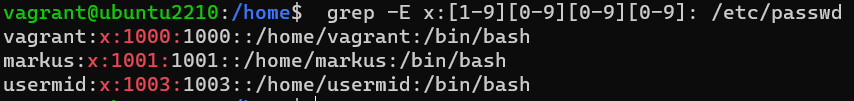 vagrant@ubuntu2210:/home$  grep -E x:[1-9][0-9][0-9][0-9]: /etc/passwd
vagrant:x:1000:1000::/home/vagrant:/bin/bash
markus:x:1001:1001::/home/markus:/bin/bash
usermid:x:1003:1003::/home/usermid:/bin/bash